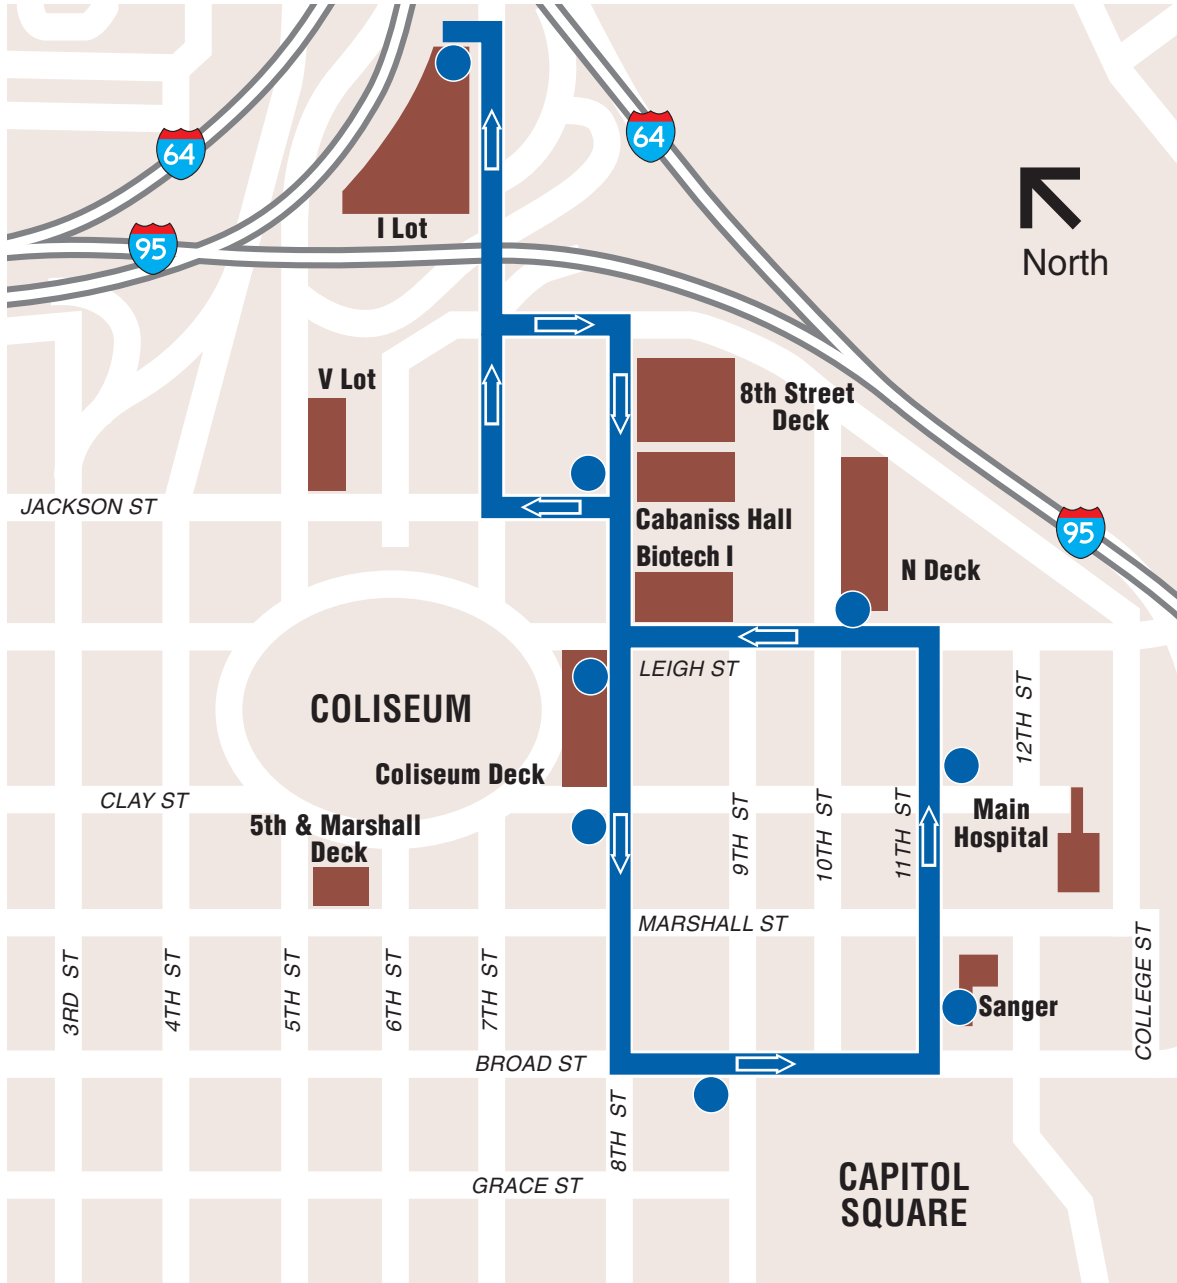 64
64
95
I Lot
North
V Lot
8th Street
Deck
JACKSON ST
Cabaniss Hall
Biotech I
95
N Deck
LEIGH ST
12TH ST
COLISEUM
Coliseum Deck
CLAY ST
5th & Marshall
Deck
9TH ST
10TH ST
11TH ST
Main
Hospital
MARSHALL ST
3RD ST
4TH ST
5TH ST
6TH ST
7TH ST
COLLEGE ST
Sanger
BROAD ST
8TH ST
GRACE ST
CAPITOL
SQUARE